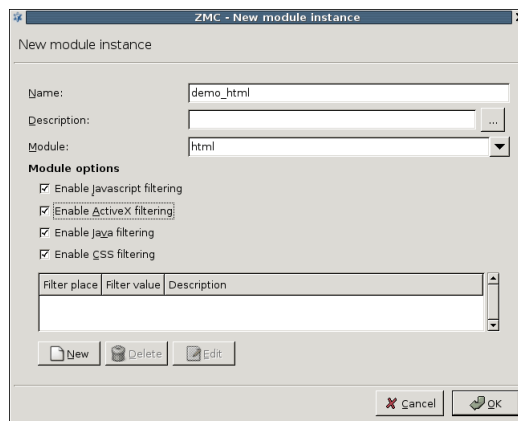 ZMC - New module instance
New module instance
Name: demo_html
Description: ...
Module: html
Module options
Enable Javascript filtering
Enable ActiveX filtering
Enable Java filtering
Enable CSS filtering
Filter place Filter value Description
New Delete Edit
Cancel OK